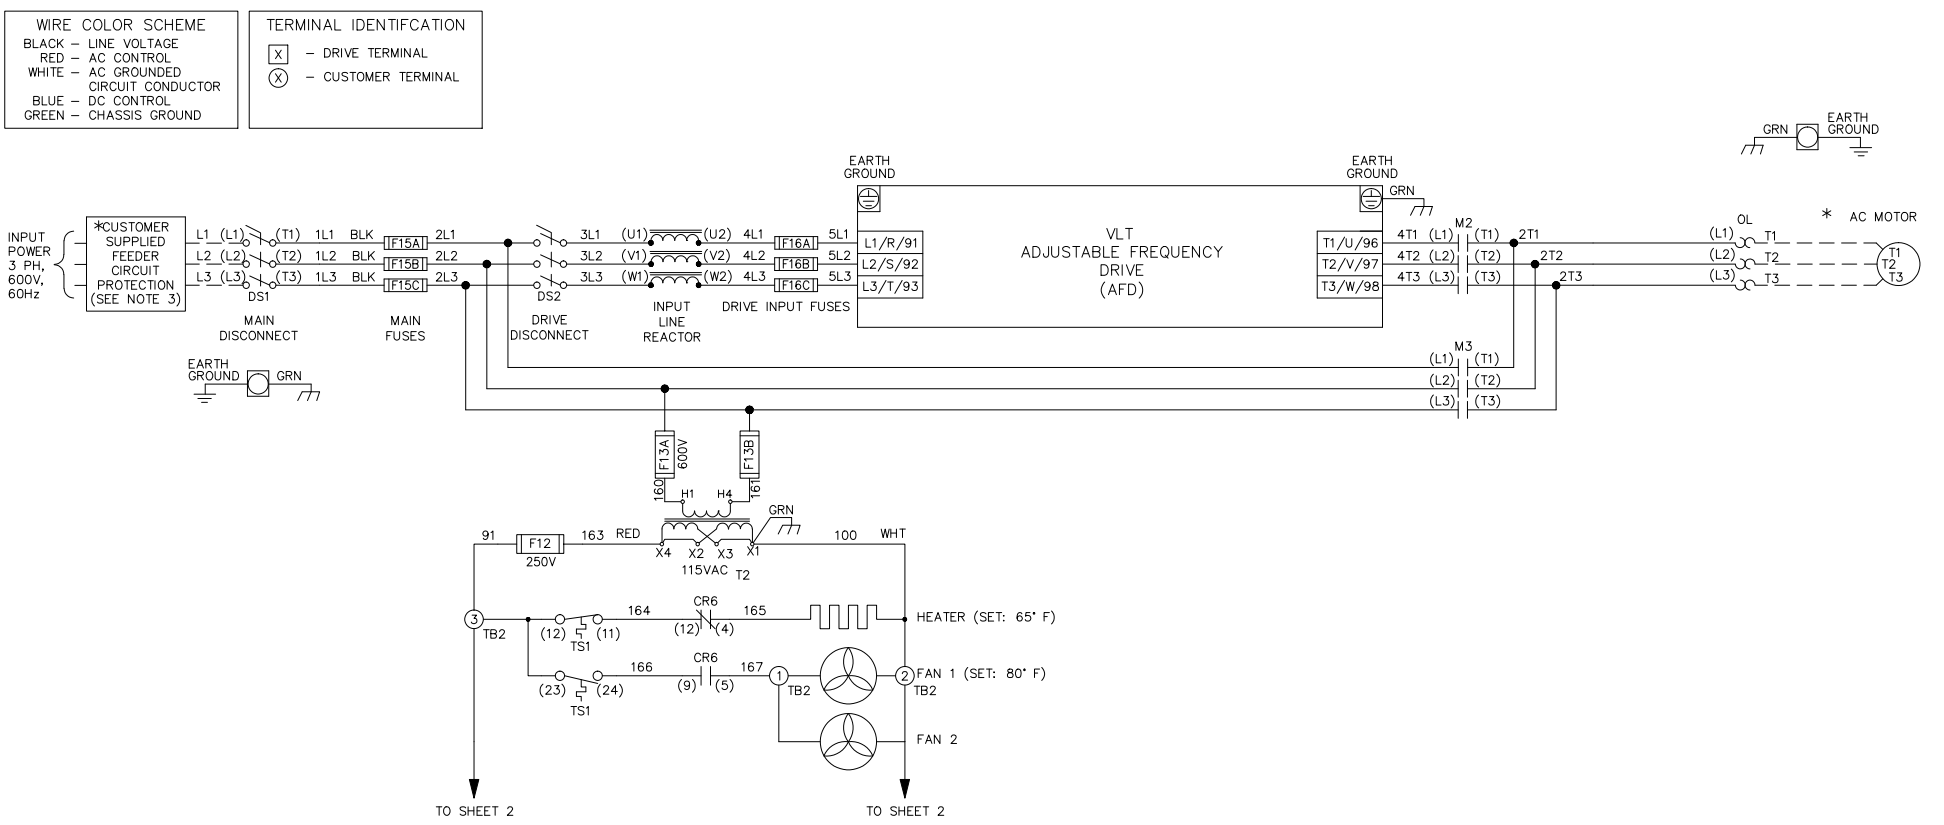 WIRE COLOR SCHEME
BLACK – LINE VOLTAGE
RED – AC CONTROL
WHITE – AC GROUNDED
CIRCUIT CONDUCTOR
BLUE – DC CONTROL
GREEN – CHASSIS GROUND
TERMINAL IDENTIFCATION
X – DRIVE TERMINAL
X – CUSTOMER TERMINAL
GRN
EARTH
GROUND
INPUT
POWER
3 PH,
600V,
60Hz
*CUSTOMER
SUPPLIED
FEEDER
CIRCUIT
PROTECTION
(SEE NOTE 3)
L1 (L1) (T1) 1L1 BLK F15A 2L1
L2 (L2) (T2) 1L2 BLK F15B 2L2
L3 (L3) (T3) 1L3 BLK F15C 2L3
DS1
MAIN
DISCONNECT
MAIN
FUSES
3L1 (U1) (U2) 4L1 F16A 5L1
3L2 (V1) (V2) 4L2 F16B 5L2
3L3 (W1) (W2) 4L3 F16C 5L3
DS2
DRIVE
DISCONNECT
INPUT
LINE
REACTOR
DRIVE INPUT FUSES
EARTH
GROUND
L1/R/91
L2/S/92
L3/T/93
VLT
ADJUSTABLE FREQUENCY
DRIVE
(AFD)
EARTH
GROUND
GRN
T1/U/96
T2/V/97
T3/W/98
M2
4T1 (L1) (T1) 2T1
4T2 (L2) (T2) 2T2
4T3 (L3) (T3) 2T3
OL
(L1) T1
(L2) T2
(L3) T3
* AC MOTOR
T1
T2
T3
M3
(L1) (T1)
(L2) (T2)
(L3) (T3)
EARTH
GROUND
GRN
F13A
600V
F13B
160
161
H1 H4
GRN
91 F12 163 RED
250V
X4 X2 X3 X1
100 WHT
115VAC T2
3
TB2
(12) (11)
TS1
164
CR6
(12) (4)
165
HEATER (SET: 65° F)
(23) (24)
TS1
166
CR6
(9) (5)
167
1
TB2
2
TB2
FAN 1 (SET: 80° F)
FAN 2
TO SHEET 2
TO SHEET 2